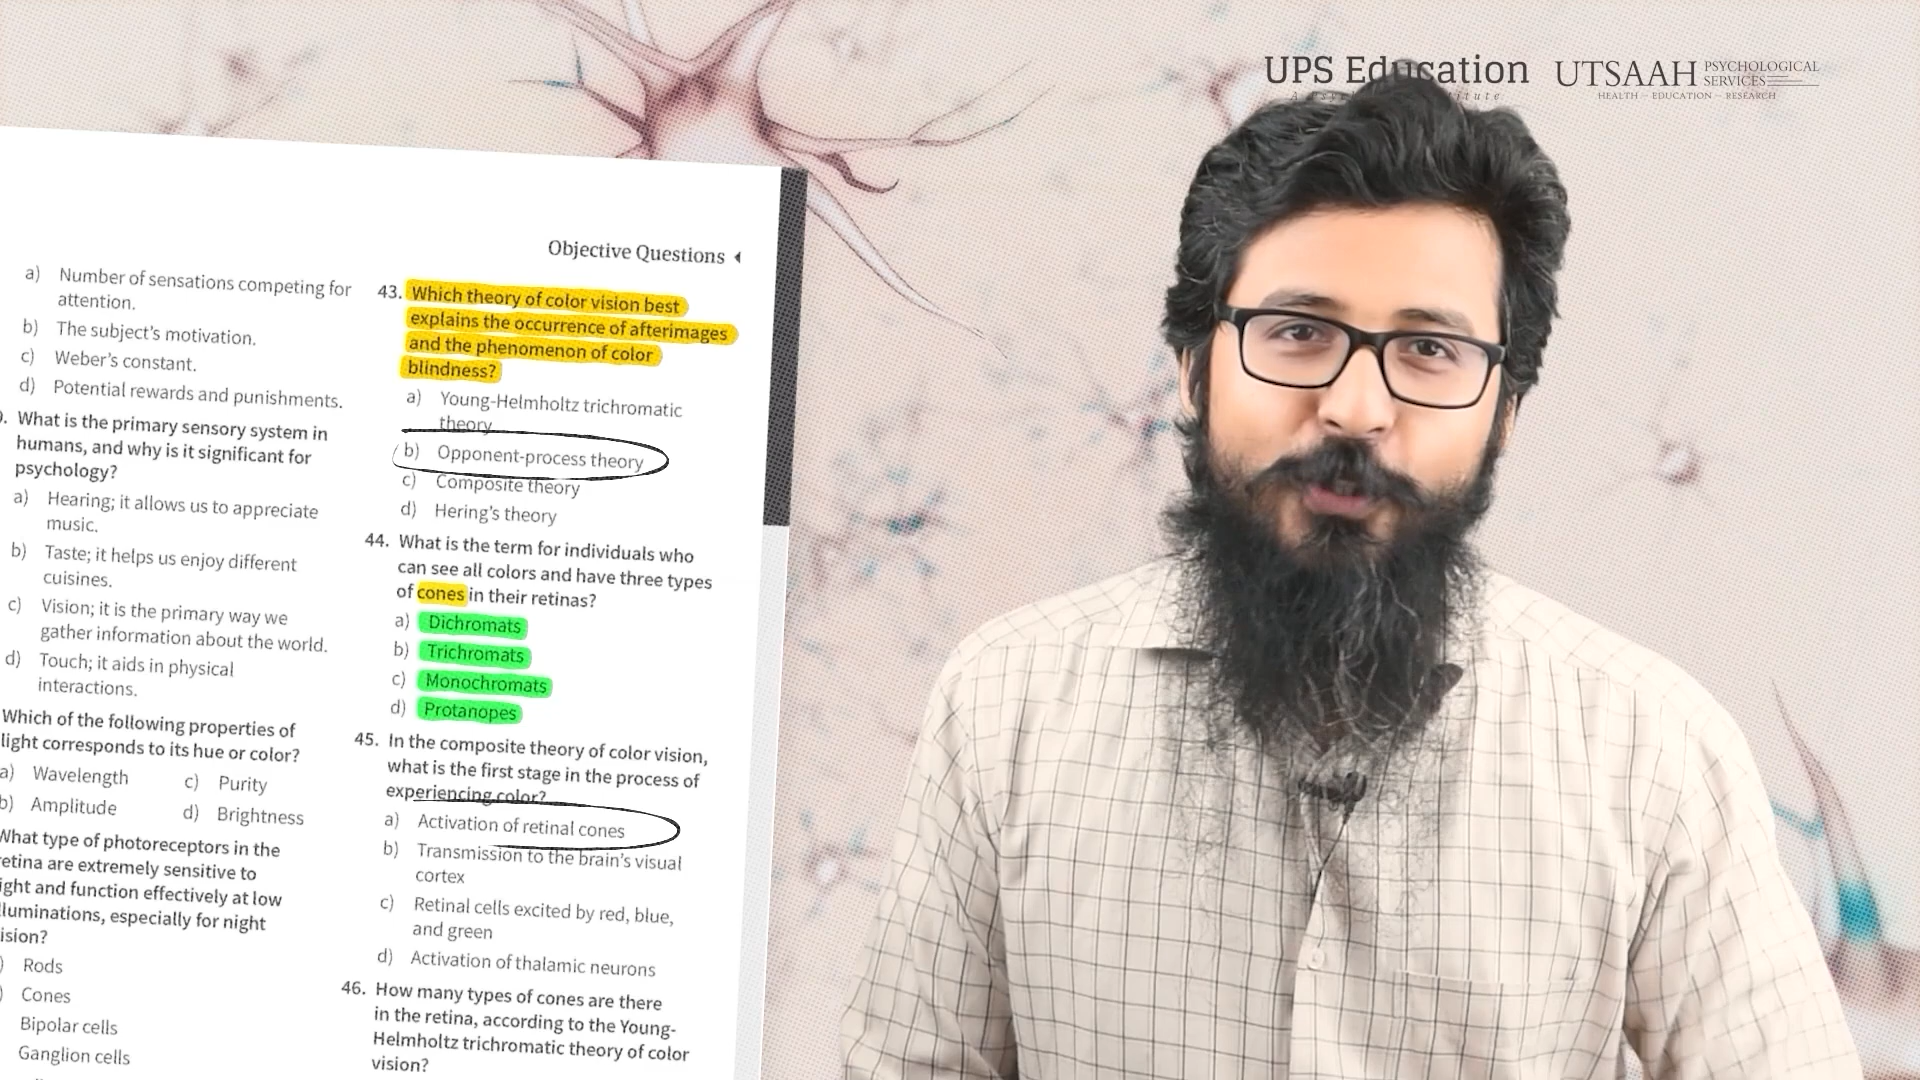 UPS Education
UTSAAH PSYCHOLOGICAL
SERVICES
HEALTH - EDUCATION - RESEARCH
Objective Questions
a) Number of sensations competing for
attention.
b) The subject's motivation.
c) Weber's constant.
d) Potential rewards and punishments.
What is the primary sensory system in
humans, and why is it significant for
psychology?
a) Hearing; it allows us to appreciate
music.
b) Taste; it helps us enjoy different
cuisines.
c) Vision; it is the primary way we
gather information about the world.
d) Touch; it aids in physical
interactions.
Which of the following properties of
light corresponds to its hue or color?
a) Wavelength c) Purity
b) Amplitude d) Brightness
What type of photoreceptors in the
retina are extremely sensitive to
light and function effectively at low
illuminations, especially for night
vision?
Rods
Cones
Bipolar cells
Ganglion cells
43. Which theory of color vision best
explains the occurrence of afterimages
and the phenomenon of color
blindness?
a) Young-Helmholtz trichromatic
theory
b) Opponent-process theory
c) Composite theory
d) Hering's theory
44. What is the term for individuals who
can see all colors and have three types
of cones in their retinas?
a) Dichromats
b) Trichromats
c) Monochromats
d) Protanopes
45. In the composite theory of color vision,
what is the first stage in the process of
experiencing color?
a) Activation of retinal cones
b) Transmission to the brain's visual
cortex
c) Retinal cells excited by red, blue,
and green
d) Activation of thalamic neurons
46. How many types of cones are there
in the retina, according to the Young-
Helmholtz trichromatic theory of color
vision?